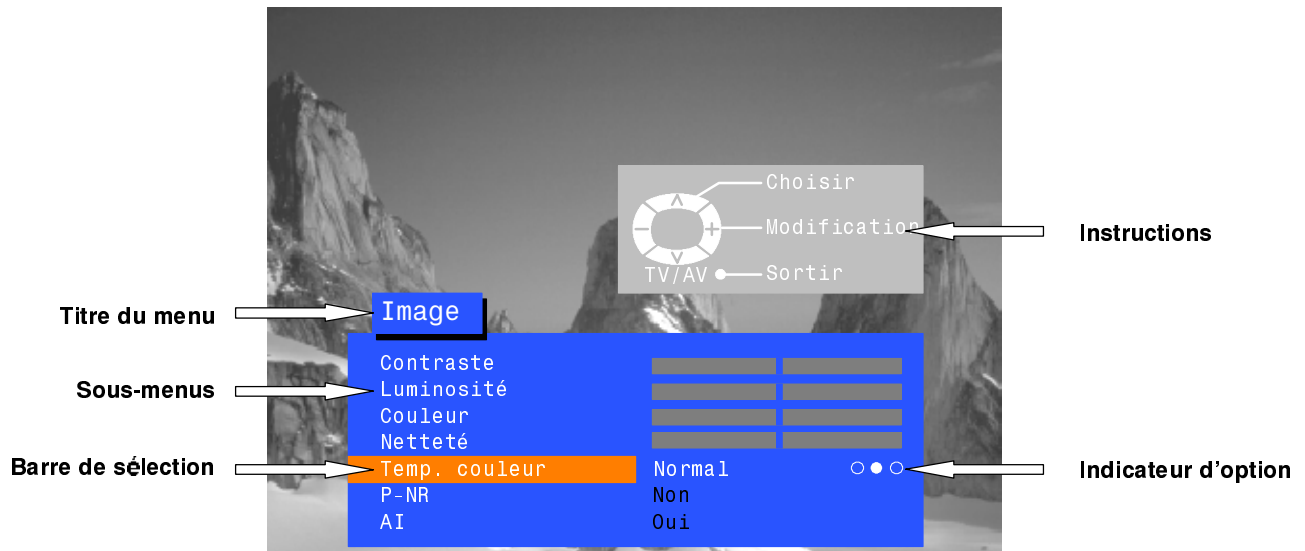 Choisir
Modification
TV/AV
Sortir
Instructions
Titre du menu
Image
Contraste
Sous-menus
Luminosité
Couleur
Netteté
Barre de sélection
Temp. couleur
Normal
Indicateur d'option
P-NR
Non
AI
Oui